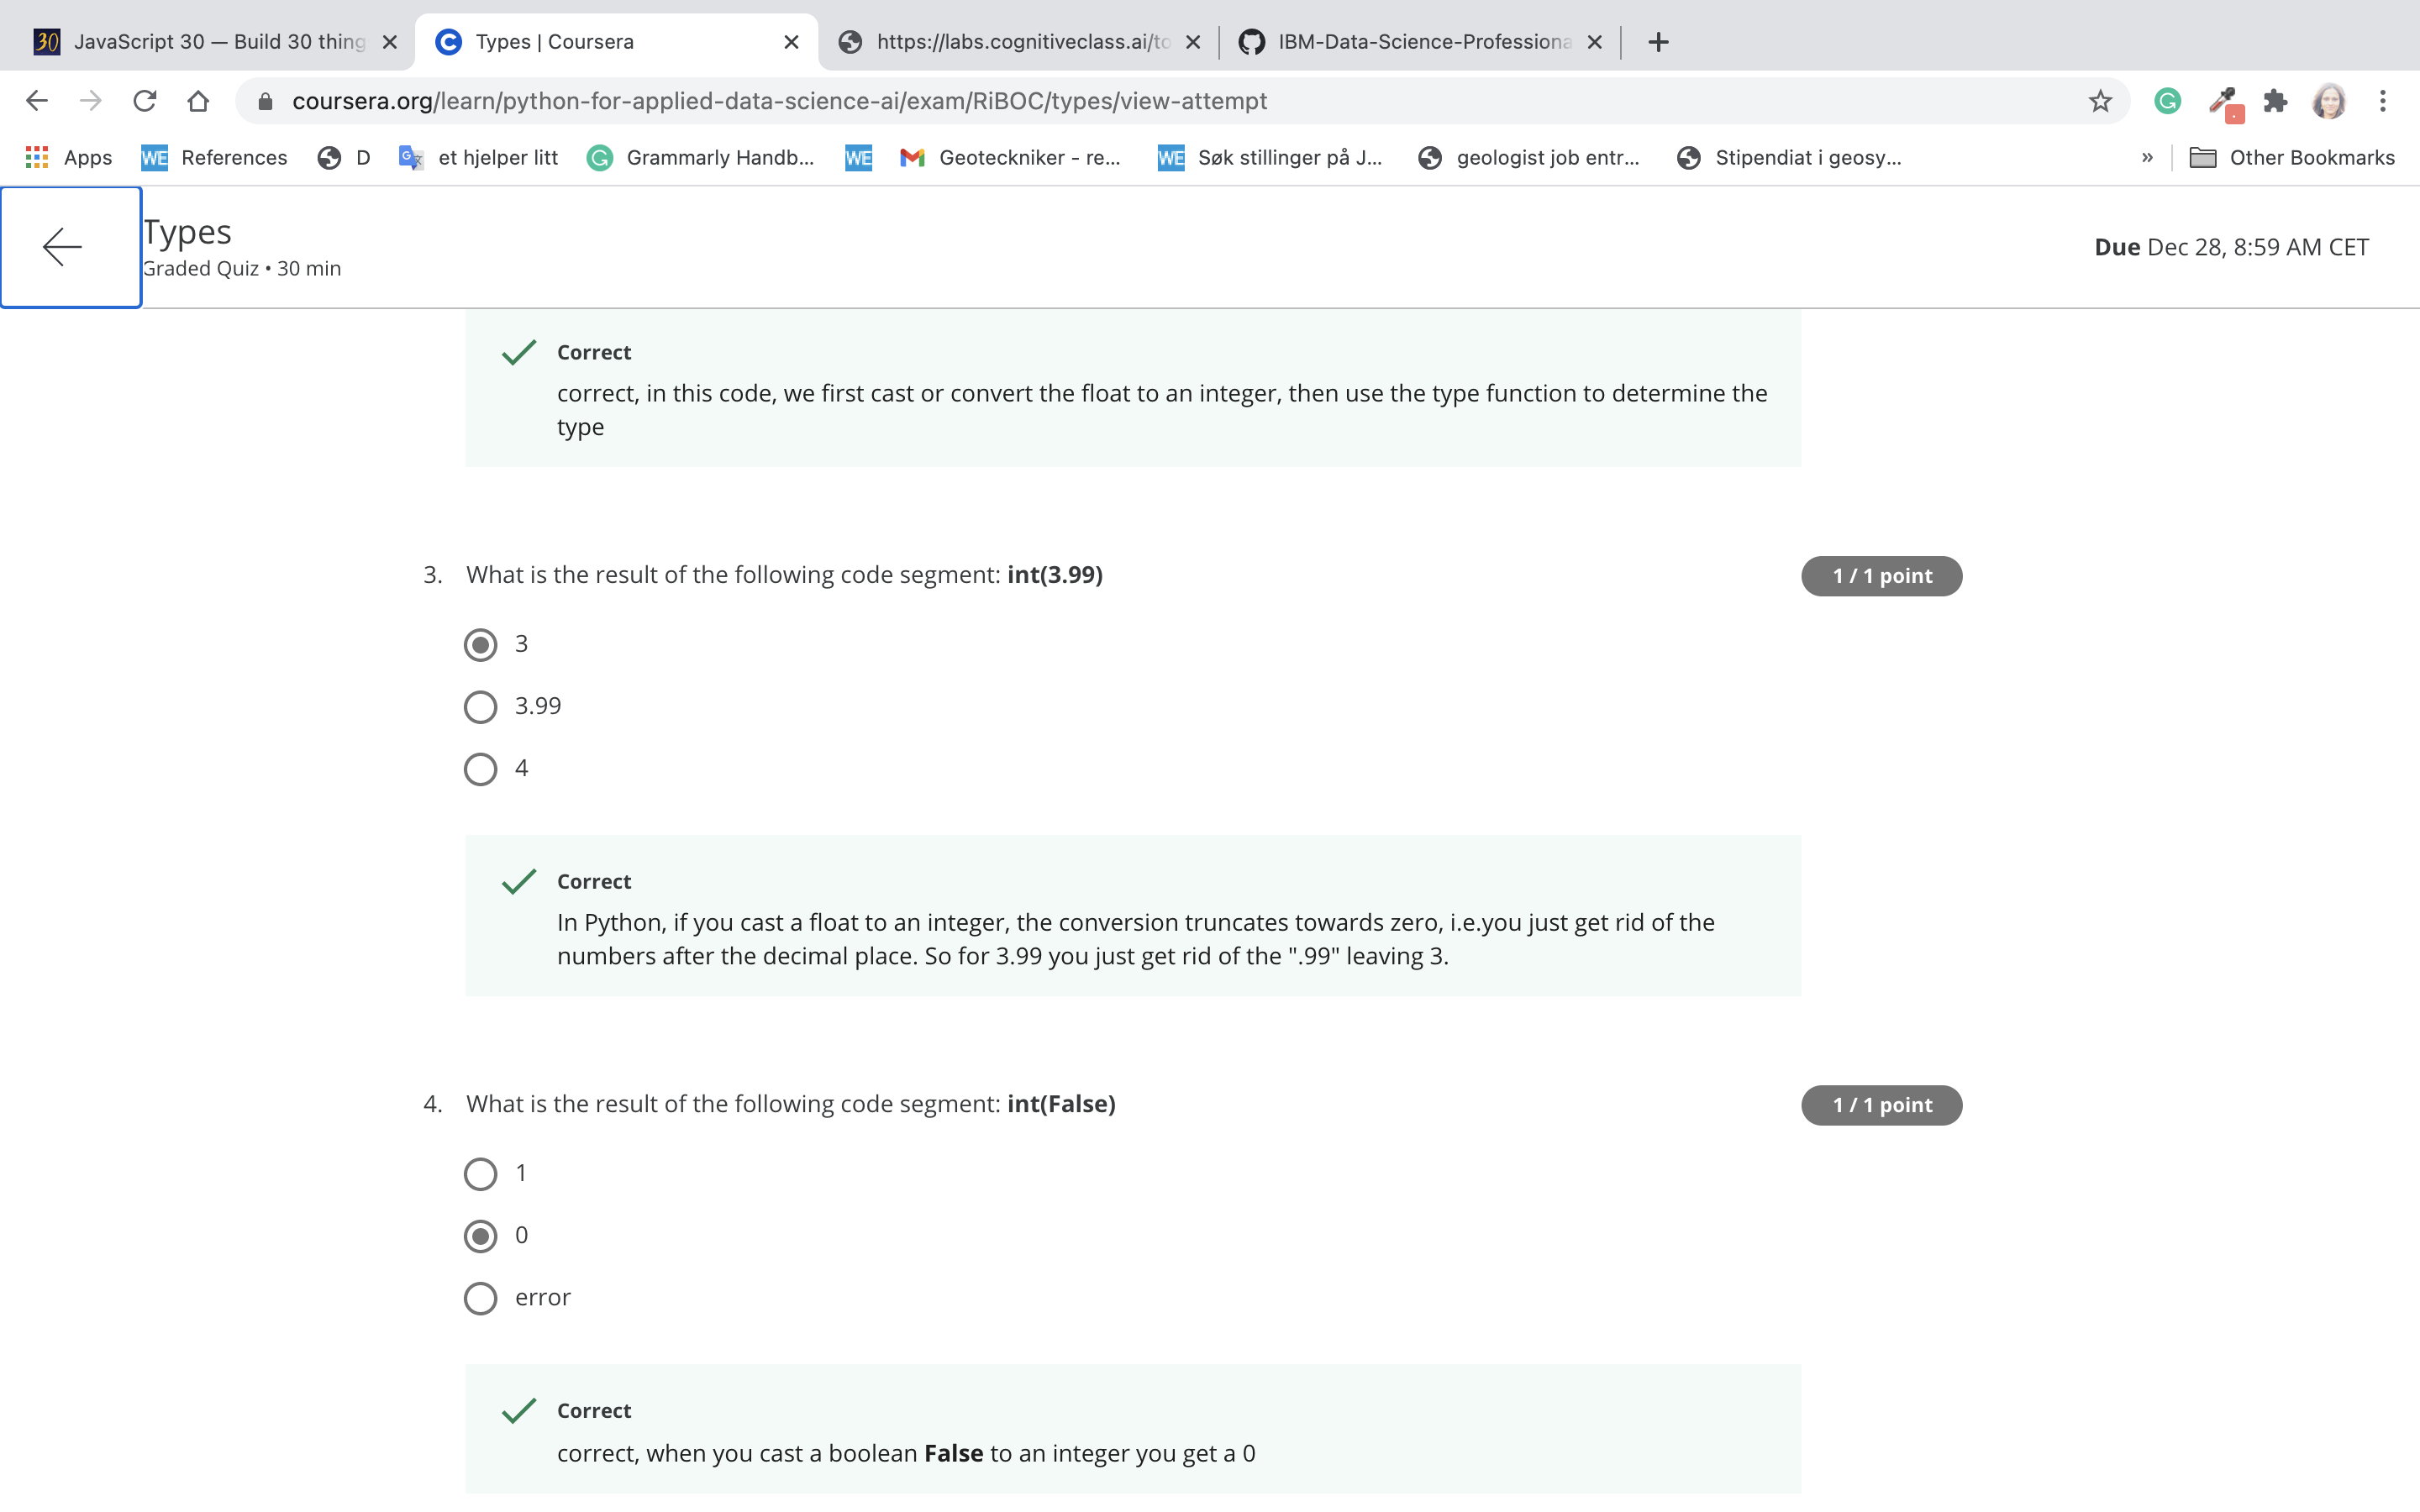 30 JavaScript 30 — Build 30 thing
Types | Coursera
https://labs.cognitiveclass.ai/to
IBM-Data-Science-Professiona
coursera.org/learn/python-for-applied-data-science-ai/exam/RiBOC/types/view-attempt
Apps
WE References
D
et hjelper litt
Grammarly Handb...
WE
Geoteckniker - re...
WE Søk stillinger på J...
geologist job entr...
Stipendiat i geosy...
»
Other Bookmarks
Types
Graded Quiz • 30 min
Due Dec 28, 8:59 AM CET
Correct
correct, in this code, we first cast or convert the float to an integer, then use the type function to determine the
type
3. What is the result of the following code segment: int(3.99)
1 / 1 point
3
3.99
4
Correct
In Python, if you cast a float to an integer, the conversion truncates towards zero, i.e.you just get rid of the
numbers after the decimal place. So for 3.99 you just get rid of the ".99" leaving 3.
4. What is the result of the following code segment: int(False)
1 / 1 point
1
0
error
Correct
correct, when you cast a boolean False to an integer you get a 0